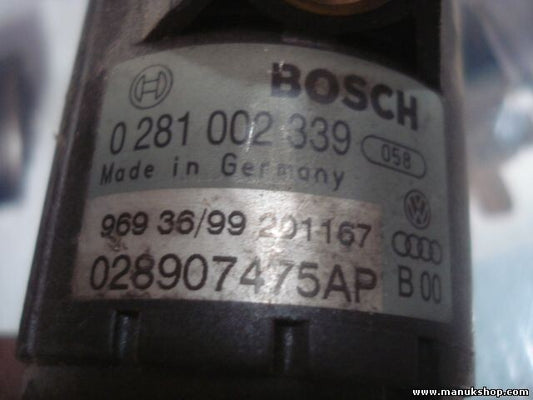 BOSCH
0 281 002 339 058
Made in Germany
969 36/99 201167
028907475AP B 00
www.manukshop.com